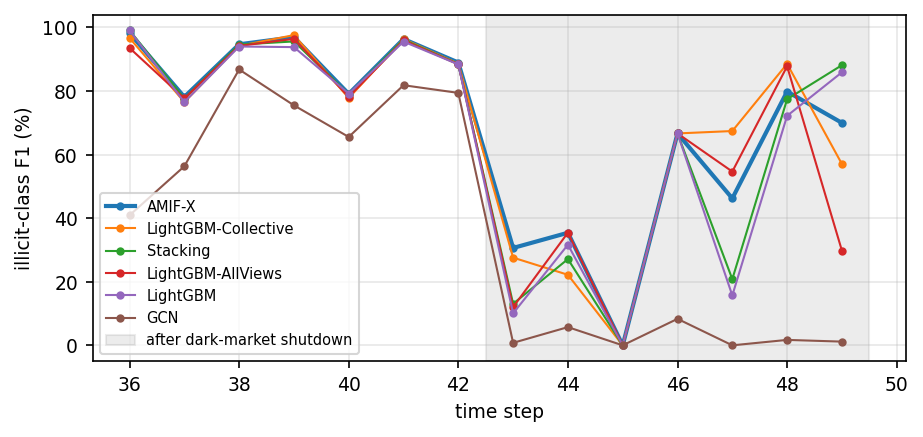 illicit-class F1 (%)
100
80
60
40
20
0
AMIF-X
LightGBM-Collective
Stacking
LightGBM-AllViews
LightGBM
GCN
after dark-market shutdown
36 38 40 42 44 46 48 50
time step